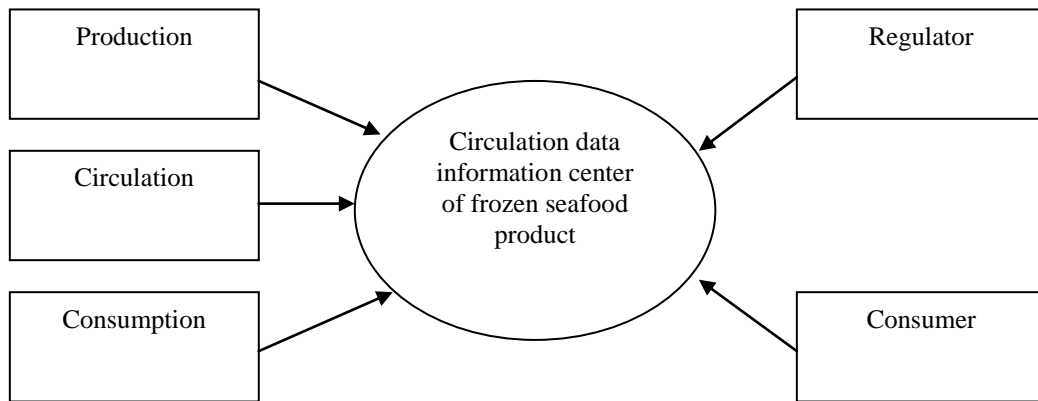 Production
Regulator
Circulation data
information center
of frozen seafood
product
Circulation
Consumption
Consumer